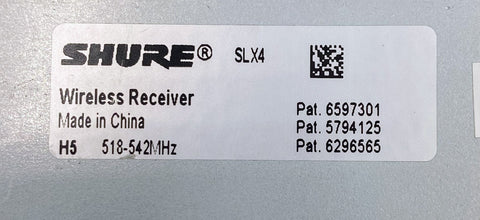 SHURE® SLX4
Wireless Receiver
Made in China
H5 518-542MHz
Pat. 6597301
Pat. 5794125
Pat. 6296565